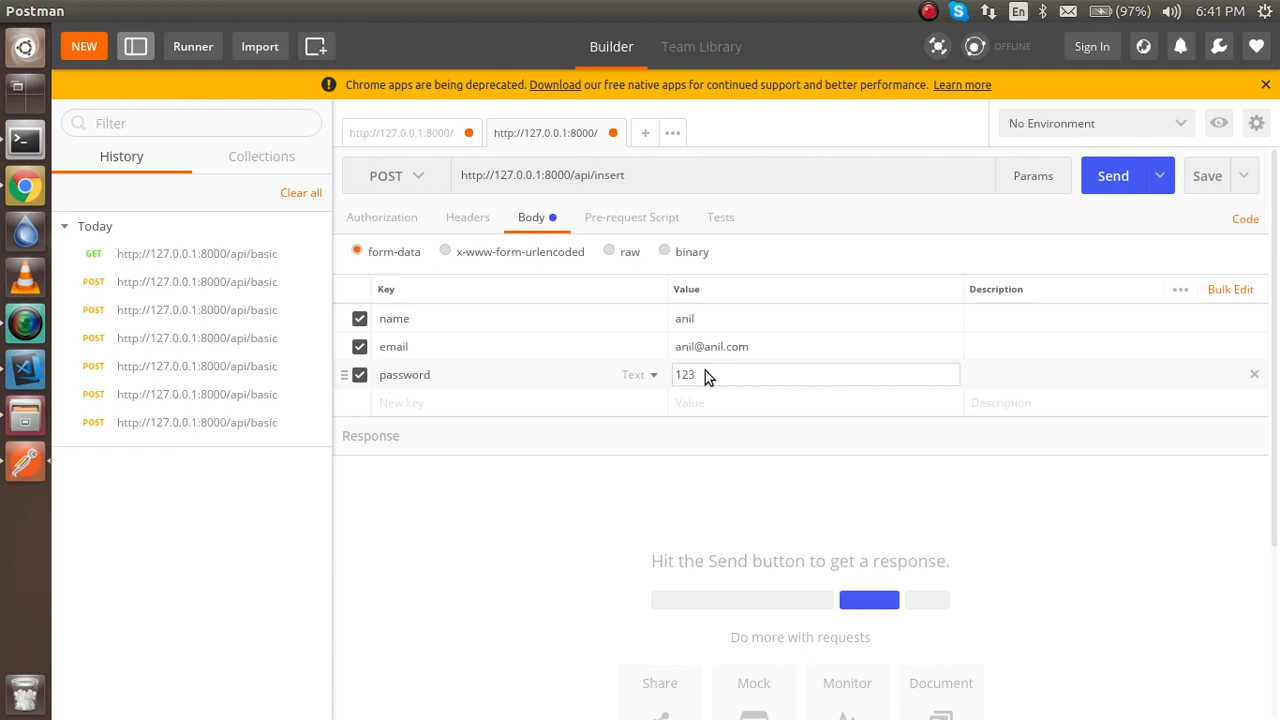 Postman
En
(97%)
6:41 PM
NEW
Runner
Import
Builder
Team Library
OFFLINE
Sign In
Chrome apps are being deprecated. Download our free native apps for continued support and better performance. Learn more
Filter
History
Collections
Clear all
Today
GET http://127.0.0.1:8000/api/basic
POST http://127.0.0.1:8000/api/basic
POST http://127.0.0.1:8000/api/basic
POST http://127.0.0.1:8000/api/basic
POST http://127.0.0.1:8000/api/basic
POST http://127.0.0.1:8000/api/basic
POST http://127.0.0.1:8000/api/basic
http://127.0.0.1:8000/
http://127.0.0.1:8000/
No Environment
POST
http://127.0.0.1:8000/api/insert
Params
Send
Save
Authorization
Headers
Body
Pre-request Script
Tests
Code
form-data
x-www-form-urlencoded
raw
binary
Key Value Description Bulk Edit
name anil
email anil@anil.com
password Text 123
New key Value Description
Response
Hit the Send button to get a response.
Do more with requests
Share Mock Monitor Document